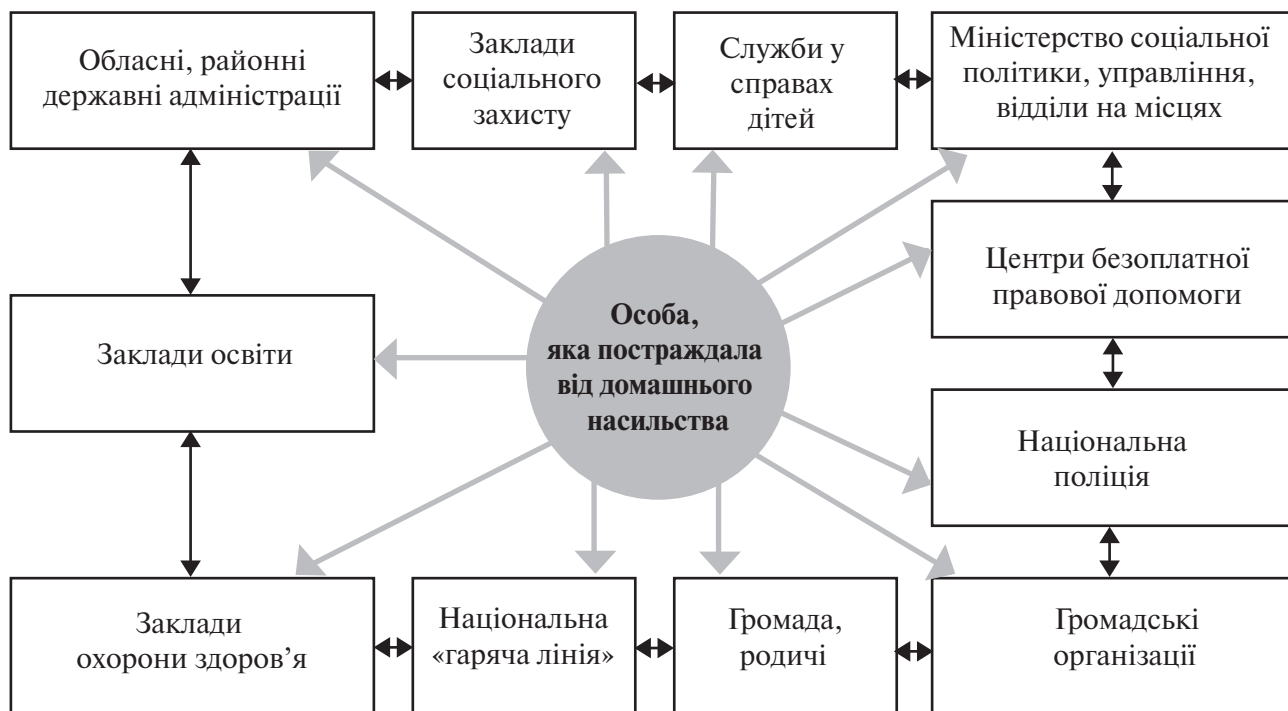 Обласні, районні
державні адміністрації
Заклади
соціального
захисту
Служби у
справах
дітей
Міністерство соціальної
політики, управління,
відділи на місцях
Центри безоплатної
правової допомоги
Особа,
яка постраждала
від домашнього
насильства
Заклади освіти
Національна
поліція
Заклади
охорони здоров’я
Національна
«гаряча лінія»
Громада,
родичі
Громадські
організації